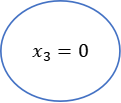 x₃ = 0